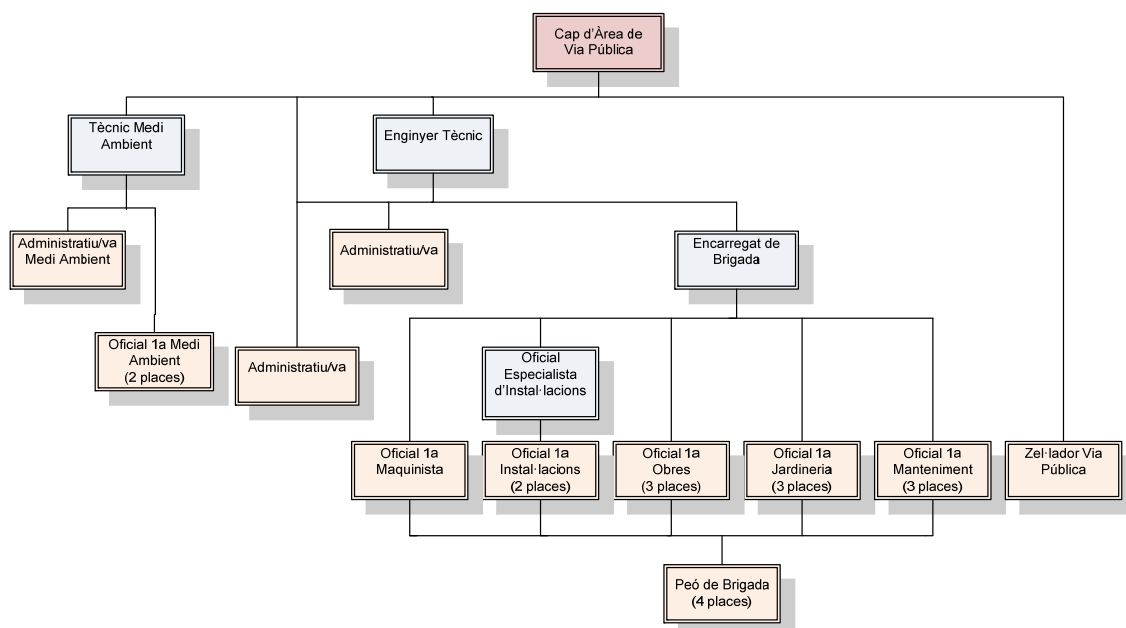 Cap d'Àrea de
Via Pública
Tècnic Medi
Ambient
Enginyer Tècnic
Administratiu/va
Medi Ambient
Administratiu/va
Encarregat de
Brigada
Oficial 1a Medi
Ambient
(2 places)
Administratiu/va
Oficial
Especialista
d'Instal·lacions
Oficial 1a
Maquinista
Oficial 1a
Instal·lacions
(2 places)
Oficial 1a
Obres
(3 places)
Oficial 1a
Jardineria
(3 places)
Oficial 1a
Manteniment
(3 places)
Zel·lador Via
Pública
Peó de Brigada
(4 places)